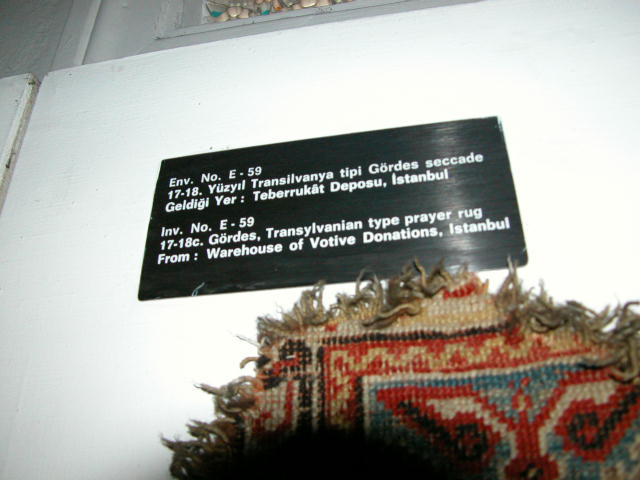 Env. No. E - 59
17-18. Yüzyıl Transilvanya tipi Gördes seccade
Geldiği Yer : Teberrukât Deposu, İstanbul
Inv. No. E - 59
17-18c. Gördes, Transylvanian type prayer rug
From : Warehouse of Votive Donations, İstanbul